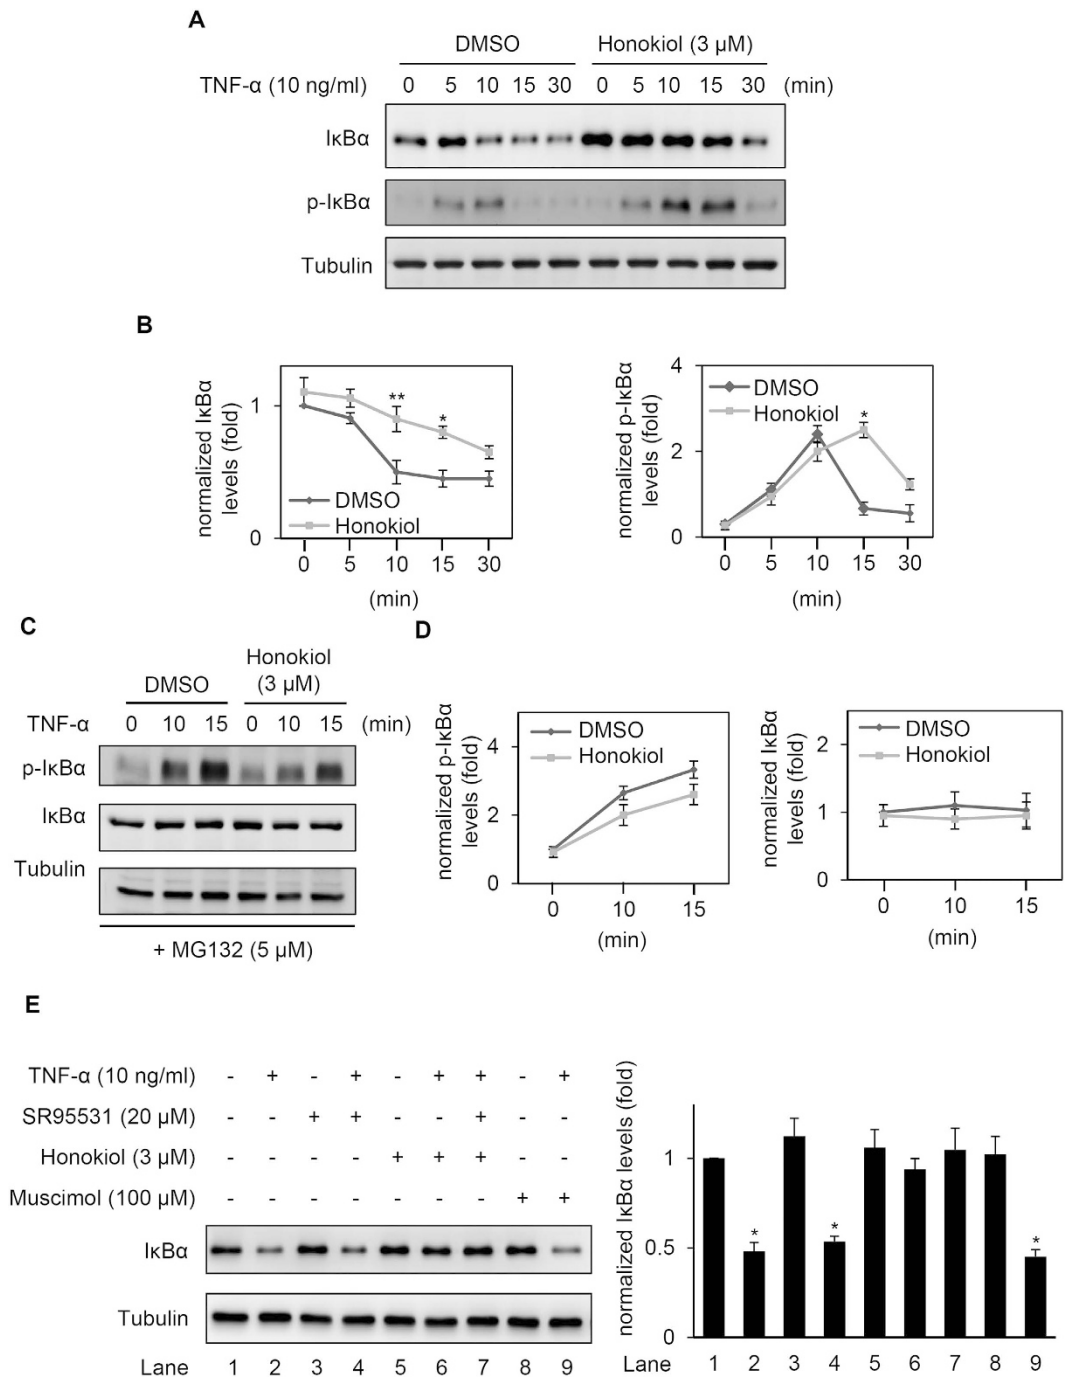 A
DMSO Honokiol (3 µM)
TNF-α (10 ng/ml) 0 5 10 15 30 0 5 10 15 30 (min)
IκBα
p-IκBα
Tubulin
B
normalized IκBα
levels (fold)
1
0
** *
DMSO
Honokiol
0 5 10 15 30
(min)
normalized p-IκBα
levels (fold)
4
2
0
DMSO
Honokiol
*
0 5 10 15 30
(min)
C
DMSO Honokiol
(3 µM)
TNF-α 0 10 15 0 10 15 (min)
p-IκBα
IκBα
Tubulin
+ MG132 (5 µM)
D
normalized p-IκBα
levels (fold)
4
2
0
DMSO
Honokiol
0 10 15
(min)
normalized IκBα
levels (fold)
2
1
0
DMSO
Honokiol
0 10 15
(min)
E
TNF-α (10 ng/ml) - + - + - + + - +
SR95531 (20 µM) - - + + - - + - -
Honokiol (3 µM) - - - - + + + - -
Muscimol (100 µM) - - - - - - - + +
IκBα
Tubulin
Lane 1 2 3 4 5 6 7 8 9
normalized IκBα levels (fold)
1
0.5
0
* * *
Lane 1 2 3 4 5 6 7 8 9